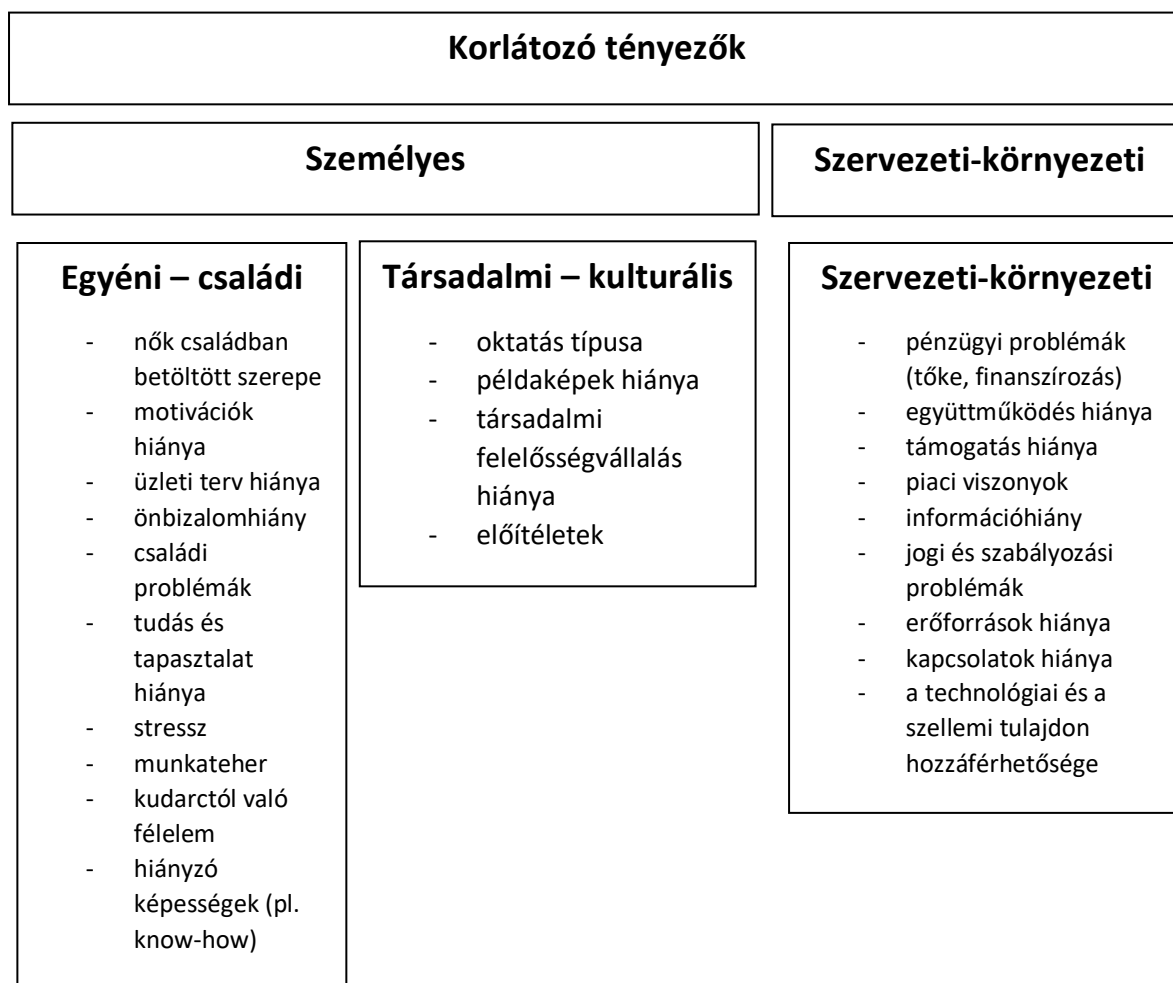 Korlátozó tényezők
Személyes
Szervezeti-környezeti
Egyéni – családi
- nők családban
betöltött szerepe
- motivációk
hiánya
- üzleti terv hiánya
- önbizalomhiány
- családi
problémák
- tudás és
tapasztalat
hiánya
- stressz
- munkateher
- kudarctól való
félelem
- hiányzó
képességek (pl.
know-how)
Társadalmi – kulturális
- oktatás típusa
- példaképek hiánya
- társadalmi
felelősségvállalás
hiánya
- előítéletek
Szervezeti-környezeti
- pénzügyi problémák
(tőke, finanszírozás)
- együttműködés hiánya
- támogatás hiánya
- piaci viszonyok
- információhiány
- jogi és szabályozási
problémák
- erőforrások hiánya
- kapcsolatok hiánya
- a technológiai és a
szellemi tulajdon
hozzáférhetősége